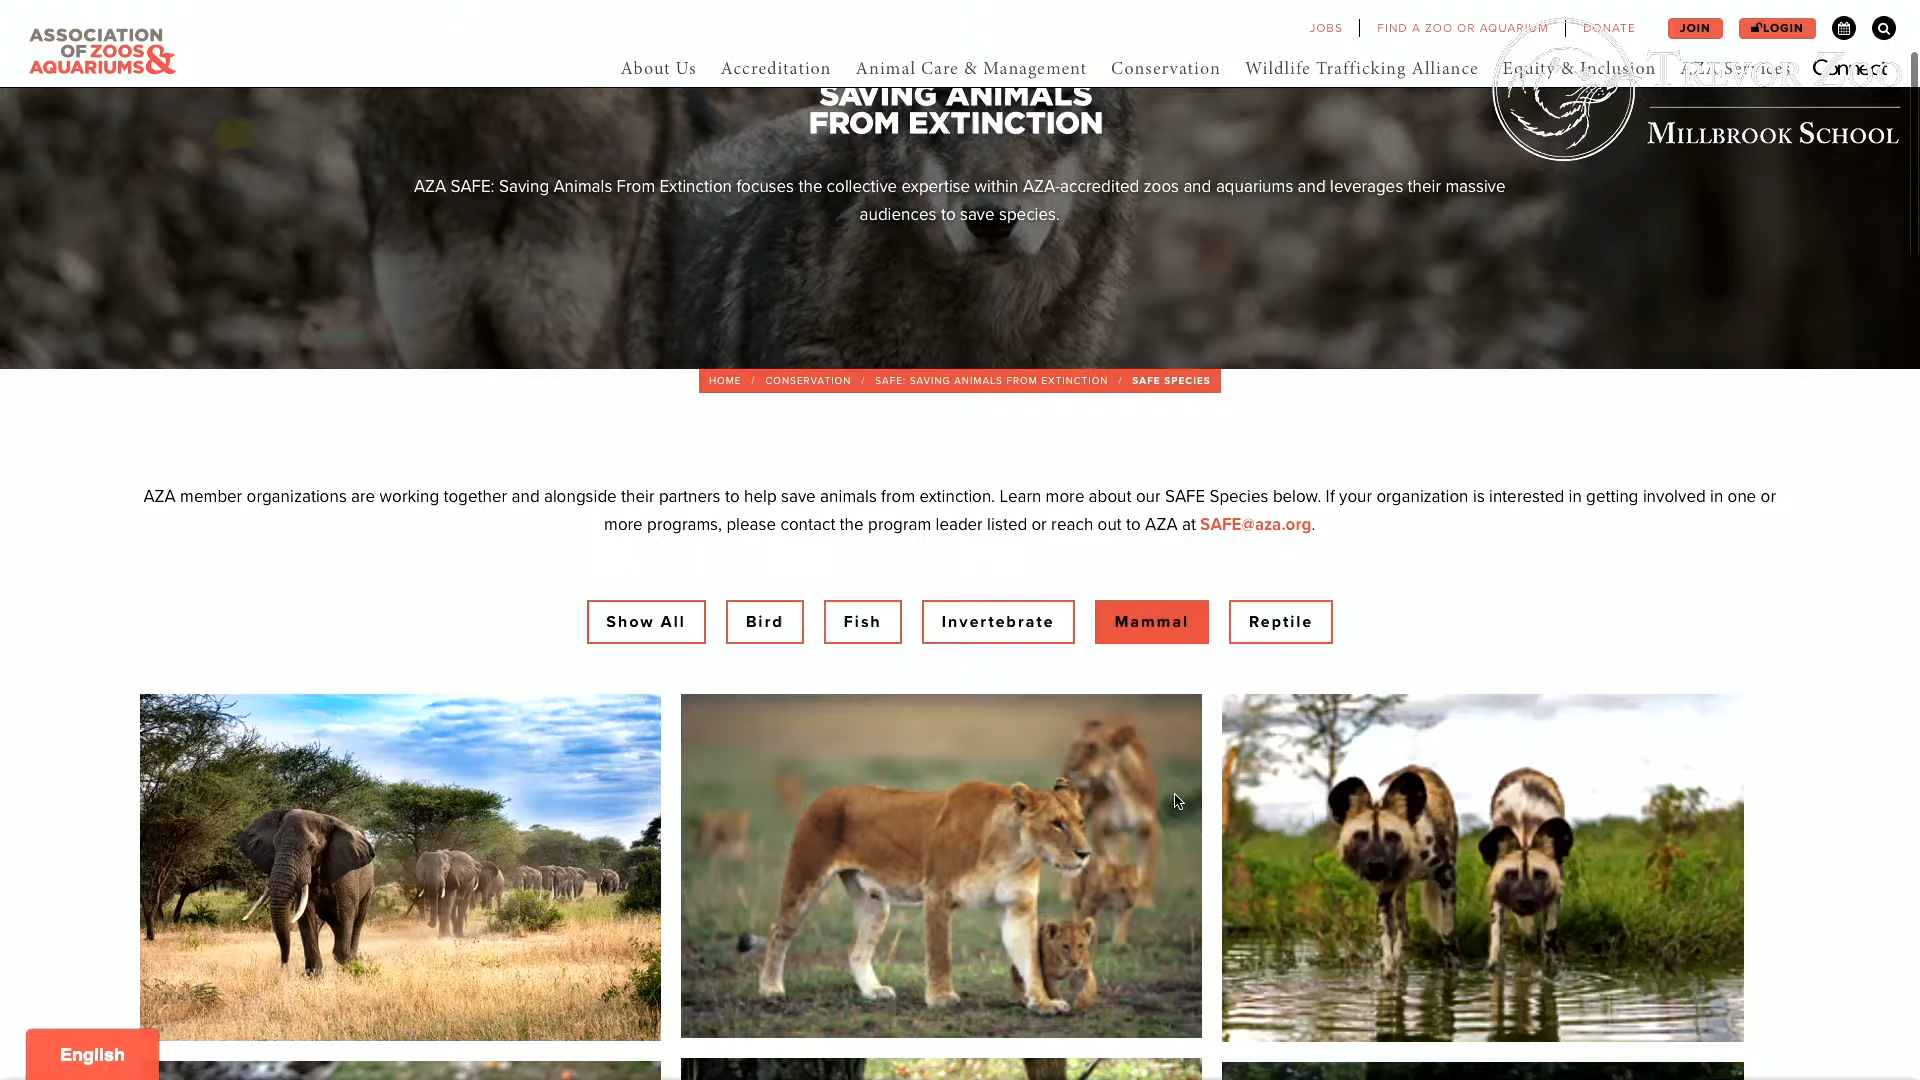 ASSOCIATION
OF ZOOS
AQUARIUMS &
JOBS
FIND A ZOO OR AQUARIUM
DONATE
JOIN
LOGIN
About Us
Accreditation
Animal Care & Management
Conservation
Wildlife Trafficking Alliance
Equity & Inclusion
AZA Services
Connect
TREVOR ZOO
MILLBROOK SCHOOL
SAVING ANIMALS
FROM EXTINCTION
AZA SAFE: Saving Animals From Extinction focuses the collective expertise within AZA-accredited zoos and aquariums and leverages their massive
audiences to save species.
HOME / CONSERVATION / SAFE: SAVING ANIMALS FROM EXTINCTION / SAFE SPECIES
AZA member organizations are working together and alongside their partners to help save animals from extinction. Learn more about our SAFE Species below. If your organization is interested in getting involved in one or
more programs, please contact the program leader listed or reach out to AZA at SAFE@aza.org.
Show All
Bird
Fish
Invertebrate
Mammal
Reptile
English